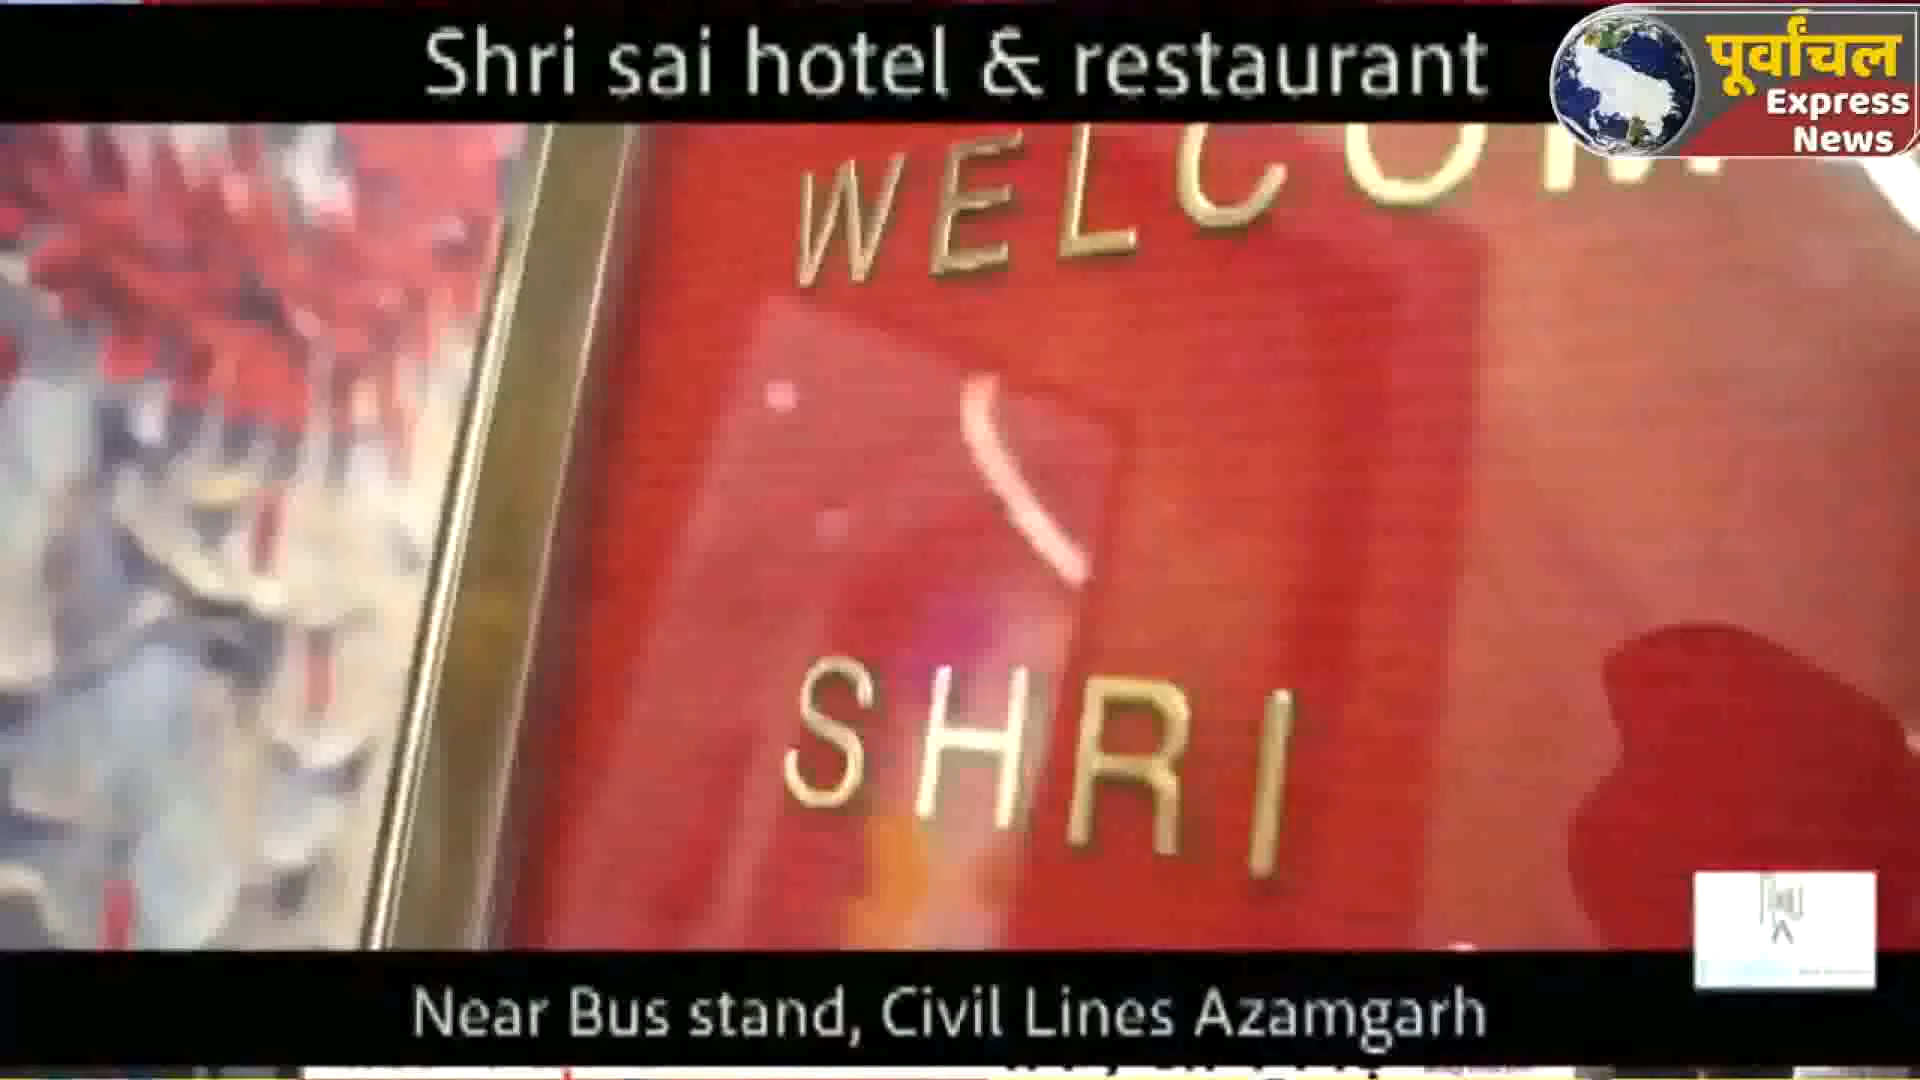 Shri sai hotel & restaurant
पूर्वांचल
Express
News
WELCOM
SHRI
Near Bus stand, Civil Lines Azamgarh